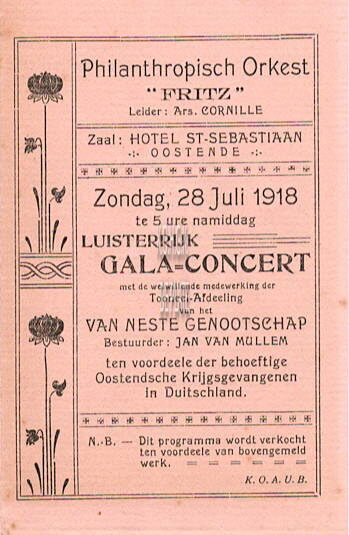 Philanthropisch Orkest
"FRITZ"
Leider: Ars. CORNILLE
Zaal: HOTEL ST-SEBASTIAAN
OOSTENDE
Zondag, 28 Juli 1918
te 5 ure namiddag
LUISTERRIJK
GALA=CONCERT
met de welwillende medewerking der
Tooneel-Afdeeling
van het
VAN NESTE GENOOTSCHAP
Bestuurder: JAN VAN MULLEM
ten voordeele der behoeftige
Oostendsche Krijgsgevangenen
in Duitschland.
N.-B. — Dit programma wordt verkocht
ten voordeele van bovengemeld
werk.
K. O. A. U. B.